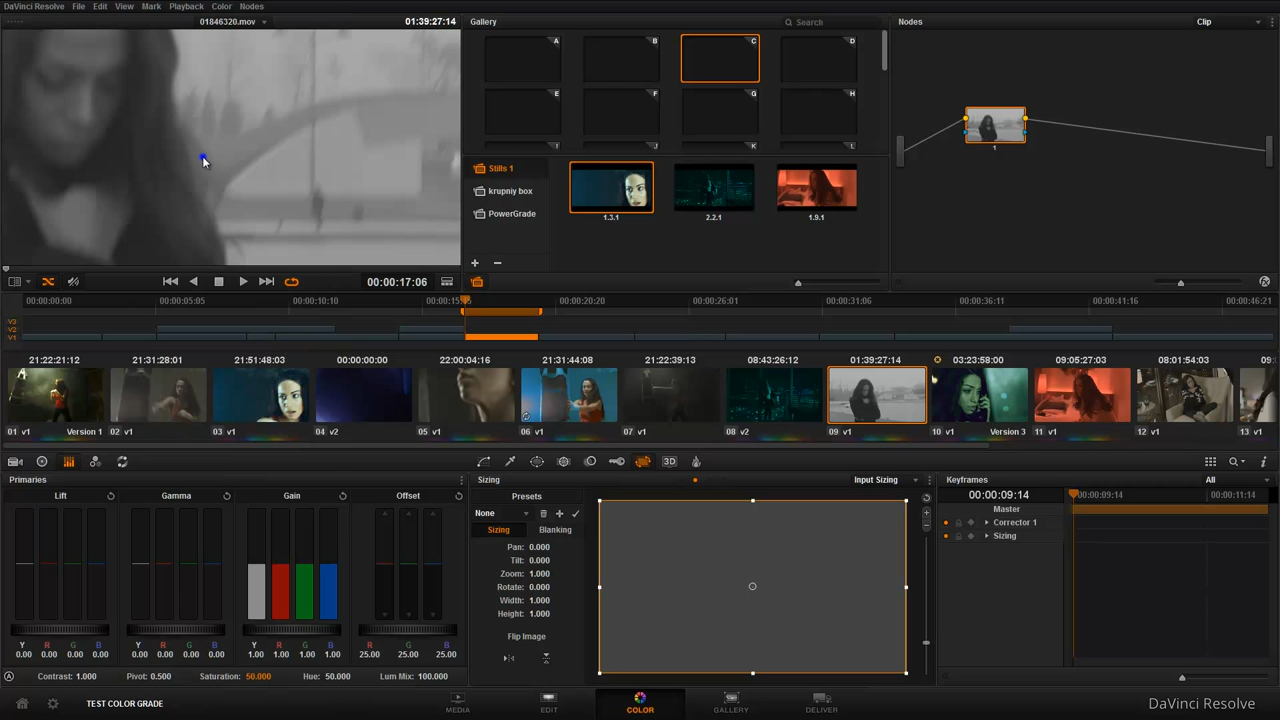 DaVinci Resolve File Edit View Mark Playback Color Nodes
01846320.mov 01:39:27:14 Gallery Search Nodes Clip
A B C D
E F G H
I J K L
1
Stills 1
krupniy box
PowerGrade
1.3.1 2.2.1 1.9.1
00:00:17:06
00:00:00:00 00:00:05:05 00:00:10:10 00:00:20:20 00:00:26:01 00:00:31:06 00:00:36:11 00:00:41:16 00:00:46:21
V3
V2
V1
21:22:21:12 21:31:28:01 21:51:48:03 00:00:00:00 22:00:04:16 21:31:44:08 21:22:39:13 08:43:26:12 01:39:27:14 03:23:58:00 09:05:27:03 08:01:54:03
01 v1 Version 1 02 v1 03 v1 04 v2 05 v1 06 v1 07 v1 08 v2 09 v1 10 v1 Version 3 11 v1 12 v1 13 v1
3D
Primaries Sizing Input Sizing Keyframes All
Lift Gamma Gain Offset
Presets
None
Sizing Blanking
Pan: 0.000
Tilt: 0.000
Zoom: 1.000
Rotate: 0.000
Width: 1.000
Height: 1.000
Flip Image
00:00:09:14 00:00:09:14 00:00:11:14
Master
Corrector 1
Sizing
Y R G B Y R G B Y R G B R G B
0.00 0.00 0.00 0.00 0.00 0.00 0.00 0.00 1.00 1.00 1.00 1.00 25.00 25.00 25.00
A Contrast: 1.000 Pivot: 0.500 Saturation: 50.000 Hue: 50.000 Lum Mix: 100.000
TEST COLOR GRADE MEDIA EDIT COLOR GALLERY DELIVER DaVinci Resolve